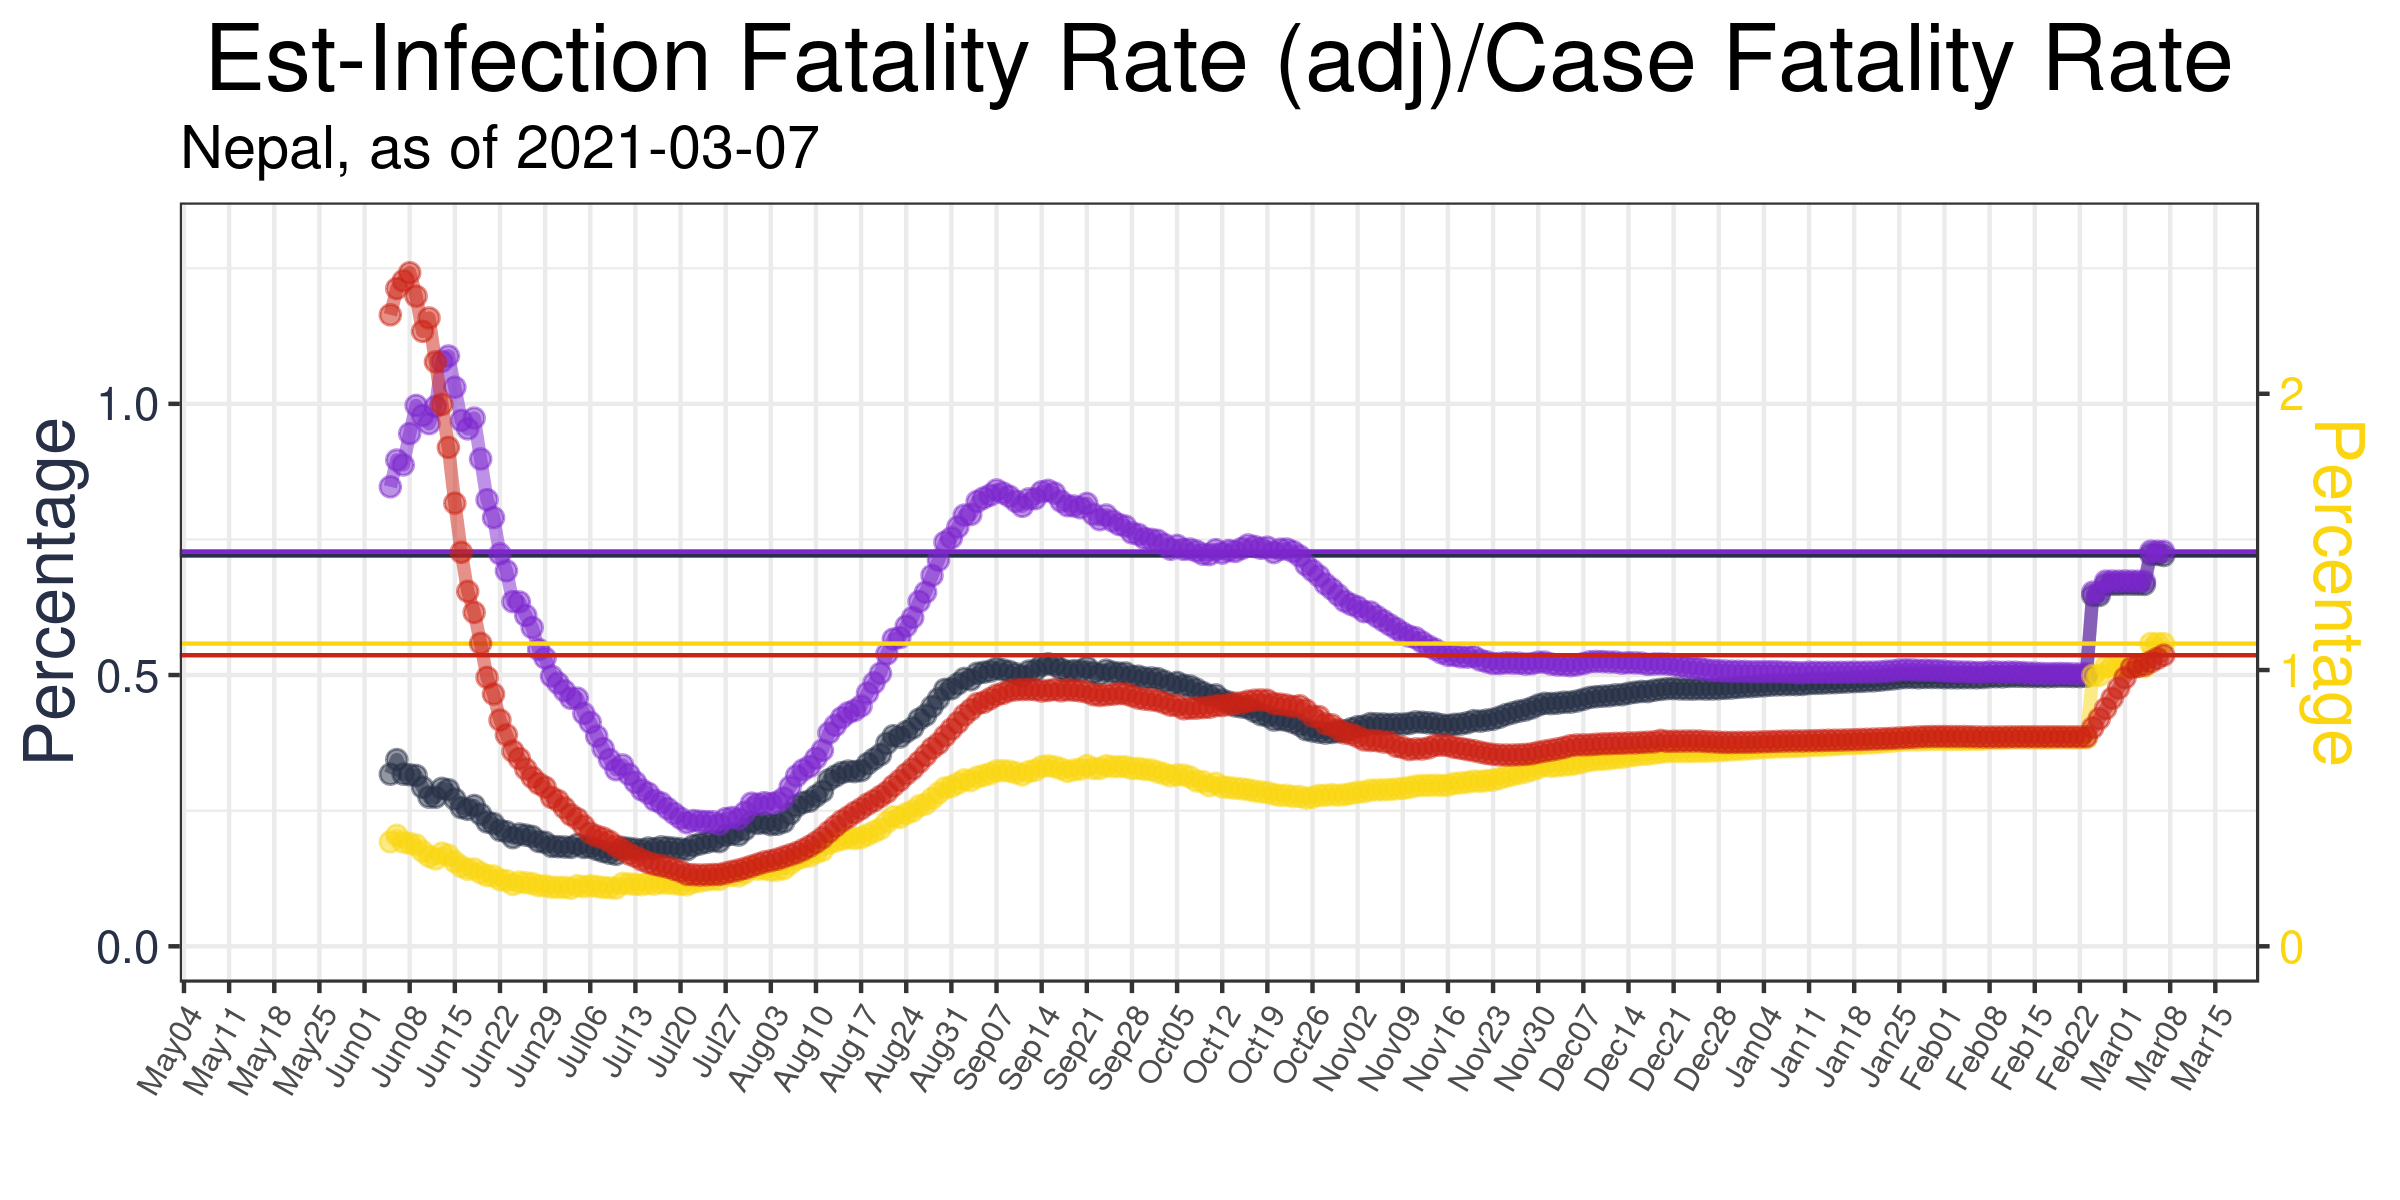 Est-Infection Fatality Rate (adj)/Case Fatality Rate
Nepal, as of 2021-03-07
Percentage
1.0
0.5
0.0
2
1
0
Percentage
May04 May11 May18 May25 Jun01 Jun08 Jun15 Jun22 Jun29 Jul06 Jul13 Jul20 Jul27 Aug03 Aug10 Aug17 Aug24 Aug31 Sep07 Sep14 Sep21 Sep28 Oct05 Oct12 Oct19 Oct26 Nov02 Nov09 Nov16 Nov23 Nov30 Dec07 Dec14 Dec21 Dec28 Jan04 Jan11 Jan18 Jan25 Feb01 Feb08 Feb15 Feb22 Mar01 Mar08 Mar15